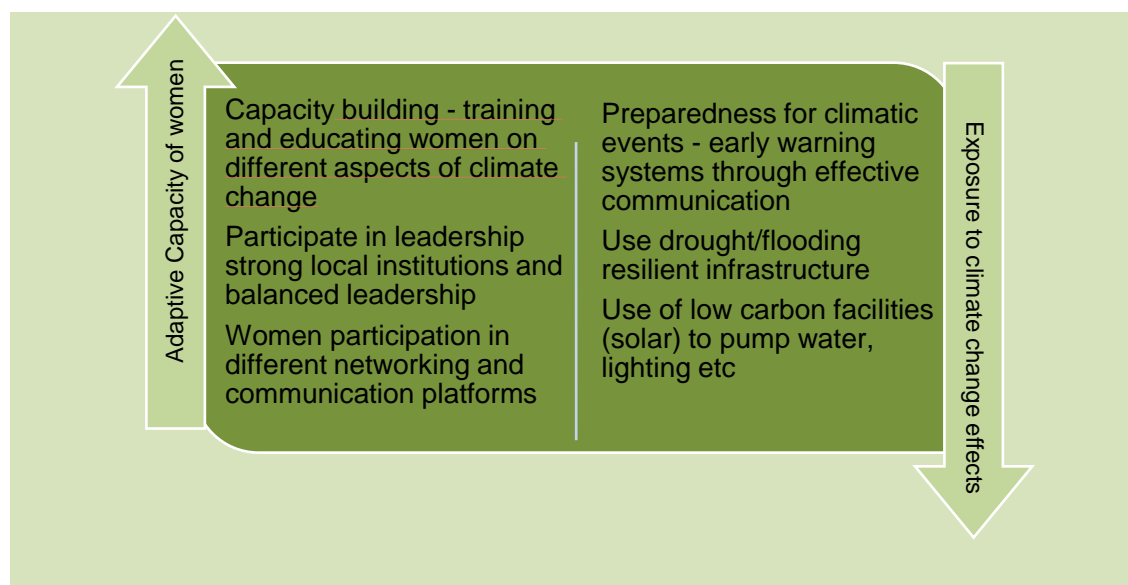 Adaptive Capacity of women
Capacity building - training
and educating women on
different aspects of climate
change
Participate in leadership
strong local institutions and
balanced leadership
Women participation in
different networking and
communication platforms
Preparedness for climatic
events - early warning
systems through effective
communication
Use drought/flooding
resilient infrastructure
Use of low carbon facilities
(solar) to pump water,
lighting etc
Exposure to climate change effects